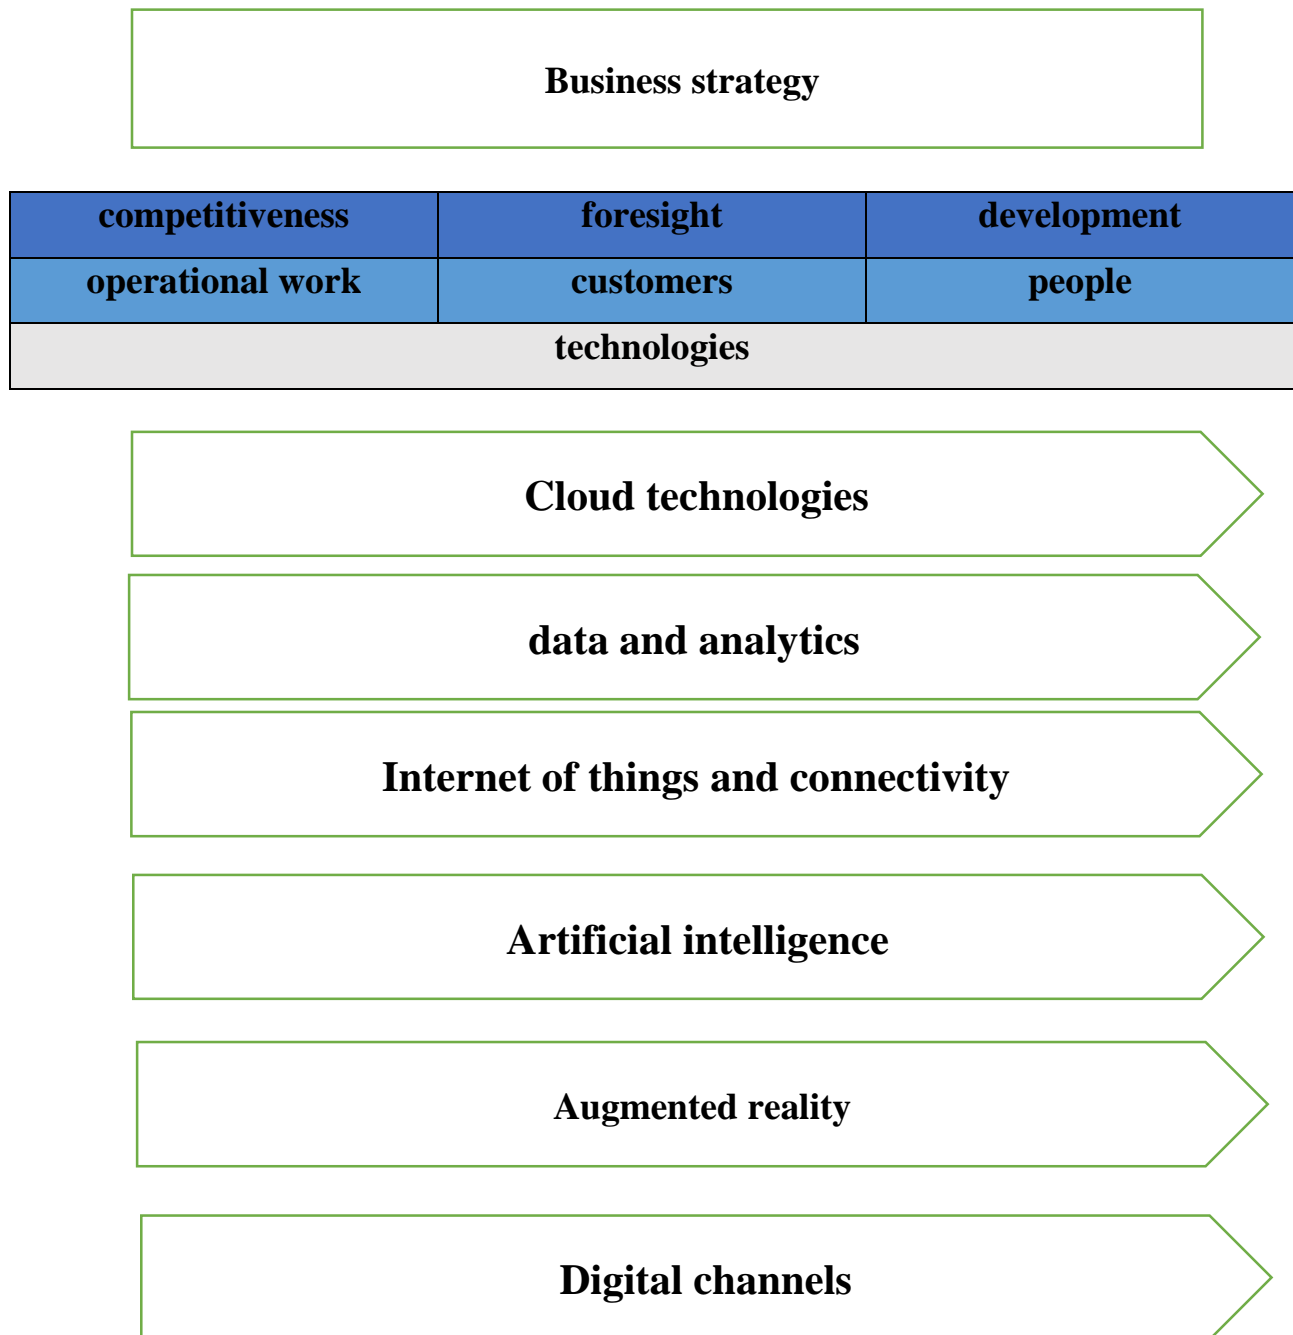 Business strategy
competitiveness foresight development
operational work customers people
technologies
Cloud technologies
data and analytics
Internet of things and connectivity
Artificial intelligence
Augmented reality
Digital channels